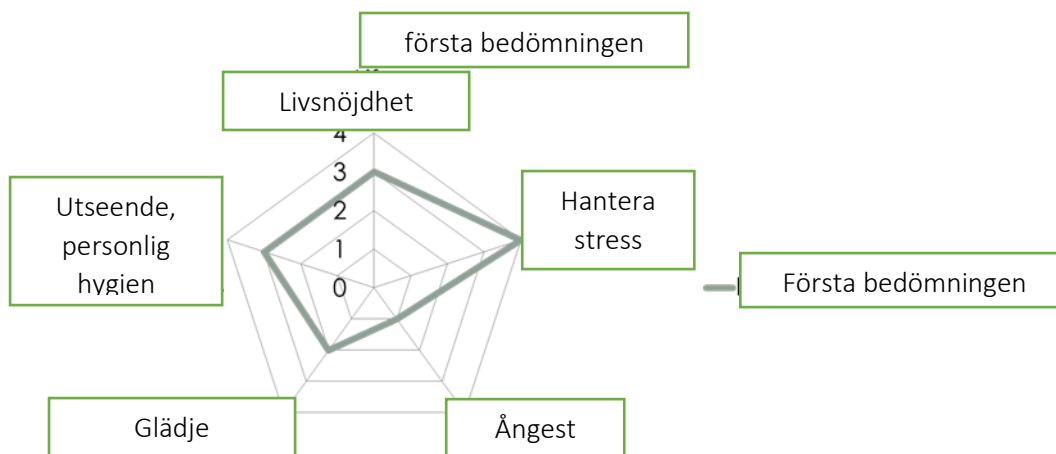 första bedömningen
Livsnöjdhet
4
3
2
1
0
Utseende,
personlig
hygien
Hantera
stress
Första bedömningen
Glädje
Ångest